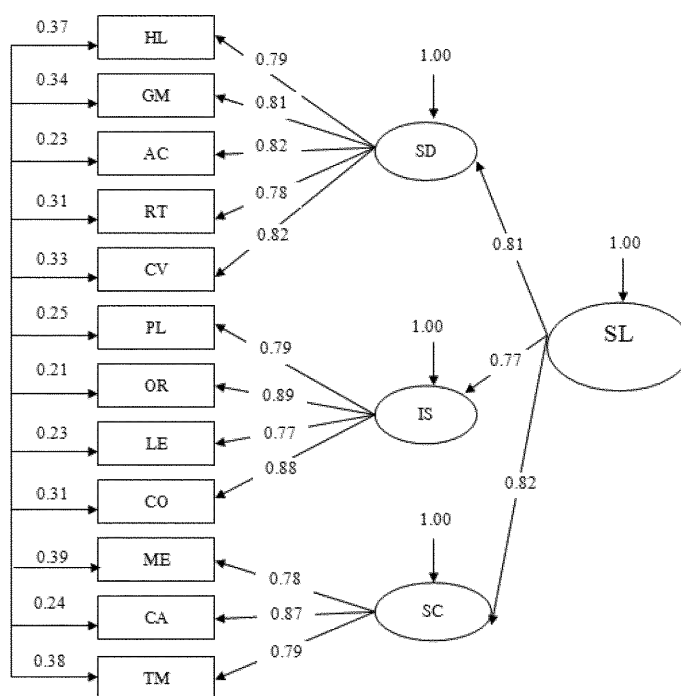 0.37 HL
0.79
1.00
0.34 GM
0.81
0.23 AC
0.82
SD
0.31 RT
0.78
0.33 CV
0.82
0.81
1.00
0.25 PL
0.79
1.00
SL
0.77
0.21 OR
0.89
IS
0.23 LE
0.77
0.31 CO
0.88
0.82
1.00
0.39 ME
0.78
0.24 CA
0.87
SC
0.38 TM
0.79